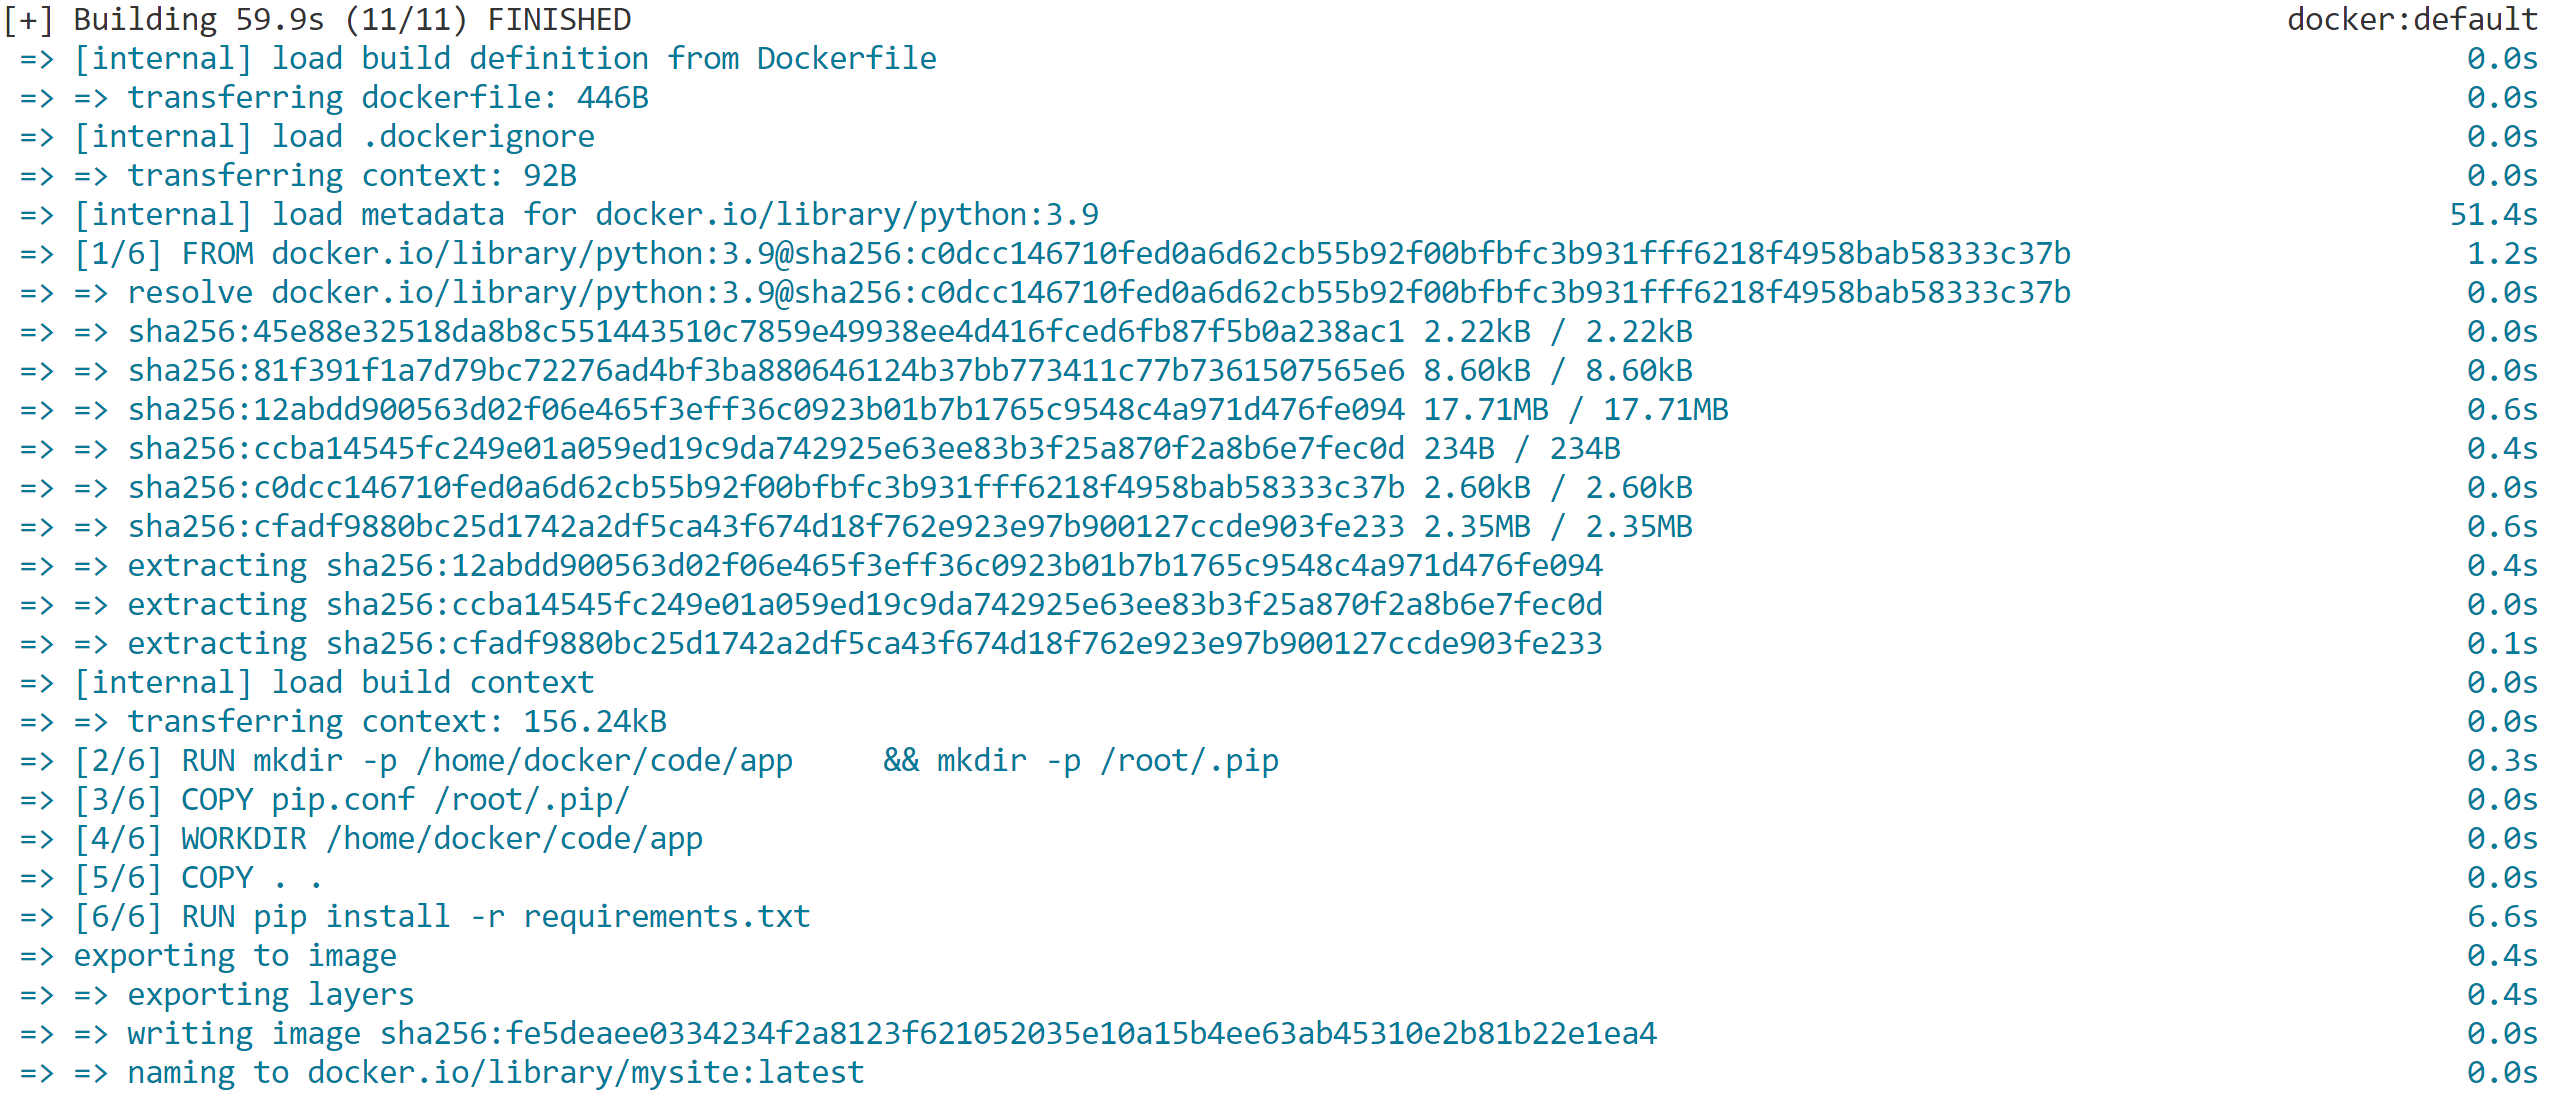 [+] Building 59.9s (11/11) FINISHED docker:default
=> [internal] load build definition from Dockerfile 0.0s
=> => transferring dockerfile: 446B 0.0s
=> [internal] load .dockerignore 0.0s
=> => transferring context: 92B 0.0s
=> [internal] load metadata for docker.io/library/python:3.9 51.4s
=> [1/6] FROM docker.io/library/python:3.9@sha256:c0dcc146710fed0a6d62cb55b92f00bfbfc3b931fff6218f4958bab58333c37b 1.2s
=> => resolve docker.io/library/python:3.9@sha256:c0dcc146710fed0a6d62cb55b92f00bfbfc3b931fff6218f4958bab58333c37b 0.0s
=> => sha256:45e88e32518da8b8c551443510c7859e49938ee4d416fced6fb87f5b0a238ac1 2.22kB / 2.22kB 0.0s
=> => sha256:81f391f1a7d79bc72276ad4bf3ba880646124b37bb773411c77b7361507565e6 8.60kB / 8.60kB 0.0s
=> => sha256:12abdd900563d02f06e465f3eff36c0923b01b7b1765c9548c4a971d476fe094 17.71MB / 17.71MB 0.6s
=> => sha256:ccba14545fc249e01a059ed19c9da742925e63ee83b3f25a870f2a8b6e7fec0d 234B / 234B 0.4s
=> => sha256:c0dcc146710fed0a6d62cb55b92f00bfbfc3b931fff6218f4958bab58333c37b 2.60kB / 2.60kB 0.0s
=> => sha256:cfadf9880bc25d1742a2df5ca43f674d18f762e923e97b900127ccde903fe233 2.35MB / 2.35MB 0.6s
=> => extracting sha256:12abdd900563d02f06e465f3eff36c0923b01b7b1765c9548c4a971d476fe094 0.4s
=> => extracting sha256:ccba14545fc249e01a059ed19c9da742925e63ee83b3f25a870f2a8b6e7fec0d 0.0s
=> => extracting sha256:cfadf9880bc25d1742a2df5ca43f674d18f762e923e97b900127ccde903fe233 0.1s
=> [internal] load build context 0.0s
=> => transferring context: 156.24kB 0.0s
=> [2/6] RUN mkdir -p /home/docker/code/app     && mkdir -p /root/.pip 0.3s
=> [3/6] COPY pip.conf /root/.pip/ 0.0s
=> [4/6] WORKDIR /home/docker/code/app 0.0s
=> [5/6] COPY . . 0.0s
=> [6/6] RUN pip install -r requirements.txt 6.6s
=> exporting to image 0.4s
=> => exporting layers 0.4s
=> => writing image sha256:fe5deaee0334234f2a8123f621052035e10a15b4ee63ab45310e2b81b22e1ea4 0.0s
=> => naming to docker.io/library/mysite:latest 0.0s